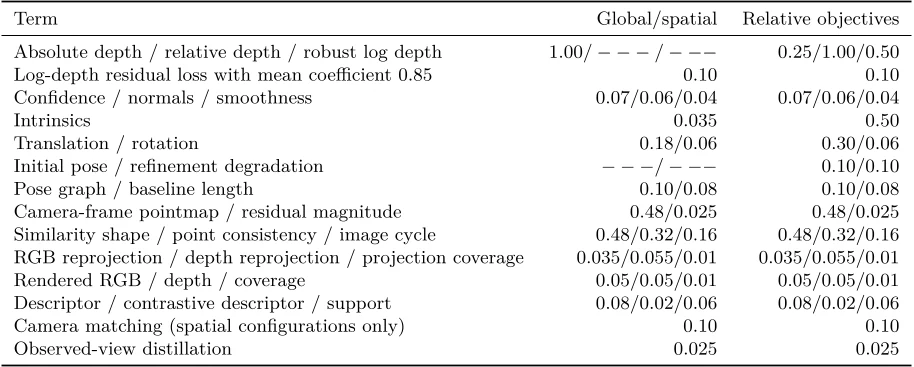 Term Global/spatial Relative objectives
Absolute depth / relative depth / robust log depth 1.00/−−−/−−− 0.25/1.00/0.50
Log-depth residual loss with mean coefficient 0.85 0.10 0.10
Confidence / normals / smoothness 0.07/0.06/0.04 0.07/0.06/0.04
Intrinsics 0.035 0.50
Translation / rotation 0.18/0.06 0.30/0.06
Initial pose / refinement degradation −−−/−−− 0.10/0.10
Pose graph / baseline length 0.10/0.08 0.10/0.08
Camera-frame pointmap / residual magnitude 0.48/0.025 0.48/0.025
Similarity shape / point consistency / image cycle 0.48/0.32/0.16 0.48/0.32/0.16
RGB reprojection / depth reprojection / projection coverage 0.035/0.055/0.01 0.035/0.055/0.01
Rendered RGB / depth / coverage 0.05/0.05/0.01 0.05/0.05/0.01
Descriptor / contrastive descriptor / support 0.08/0.02/0.06 0.08/0.02/0.06
Camera matching (spatial configurations only) 0.10 0.10
Observed-view distillation 0.025 0.025